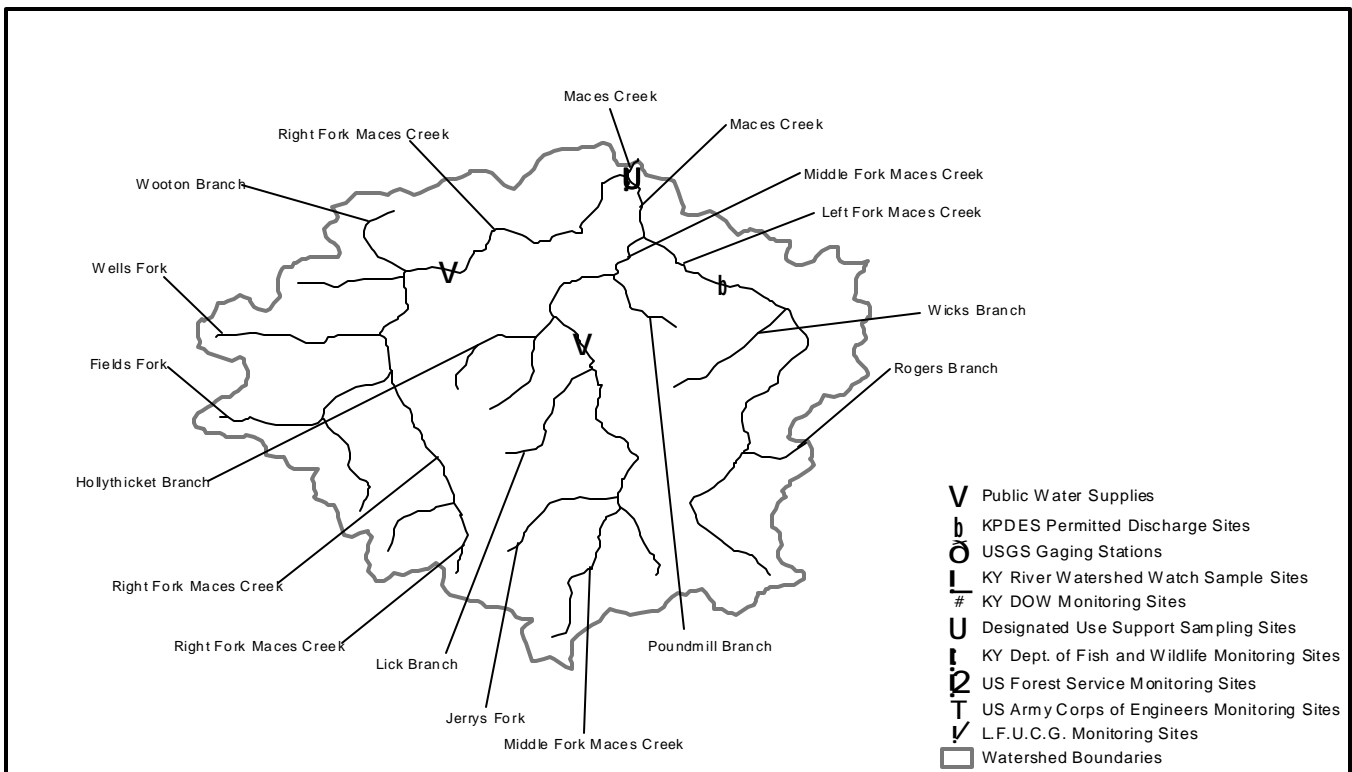 Maces Creek
Maces Creek
Right Fork Maces Creek
Middle Fork Maces Creek
Wooton Branch
Left Fork Maces Creek
U
V
Wells Fork
b
Wicks Branch
V
Fields Fork
Rogers Branch
Hollythicket Branch
Right Fork Maces Creek
Right Fork Maces Creek
Lick Branch
Poundmill Branch
Jerrys Fork
Middle Fork Maces Creek
V Public Water Supplies
b KPDES Permitted Discharge Sites
USGS Gaging Stations
KY River Watershed Watch Sample Sites
# KY DOW Monitoring Sites
U Designated Use Support Sampling Sites
KY Dept. of Fish and Wildlife Monitoring Sites
US Forest Service Monitoring Sites
T US Army Corps of Engineers Monitoring Sites
L.F.U.C.G. Monitoring Sites
Watershed Boundaries